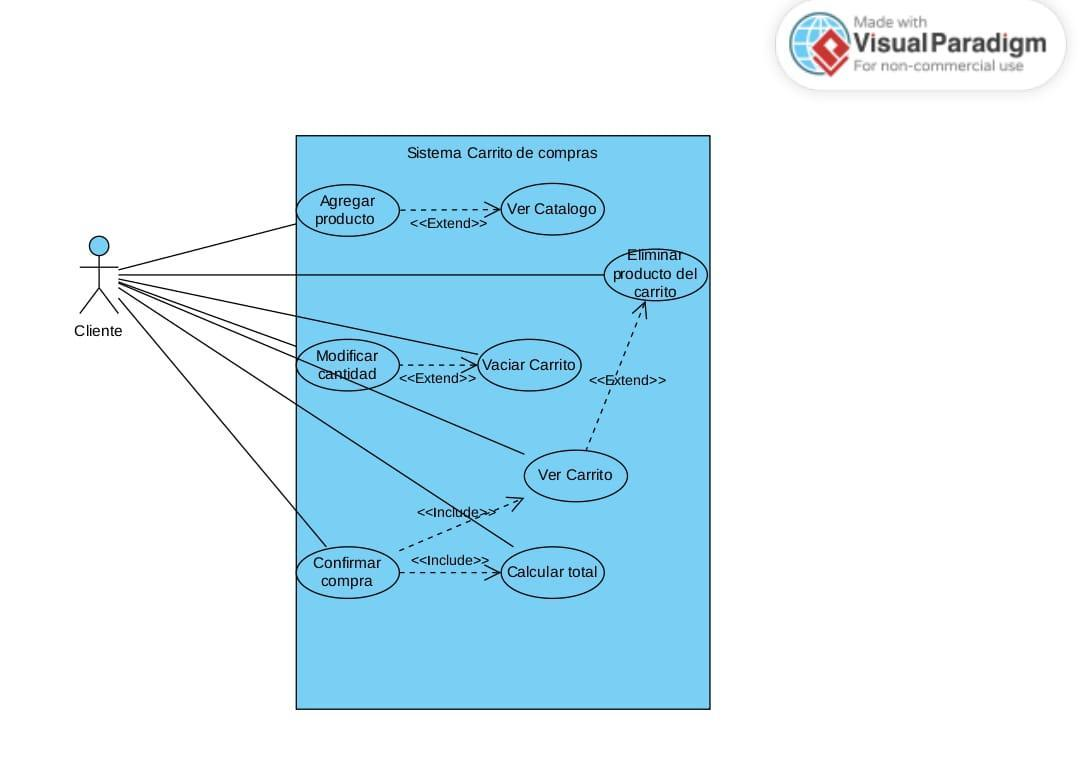 Made with
Visual Paradigm
For non-commercial use
Sistema Carrito de compras
Agregar
producto
<<Extend>>
Ver Catalogo
Eliminar
producto del
carrito
Cliente
Modificar
cantidad
<<Extend>>
Vaciar Carrito
<<Extend>>
Ver Carrito
<<Include>>
<<Include>>
Confirmar
compra
Calcular total